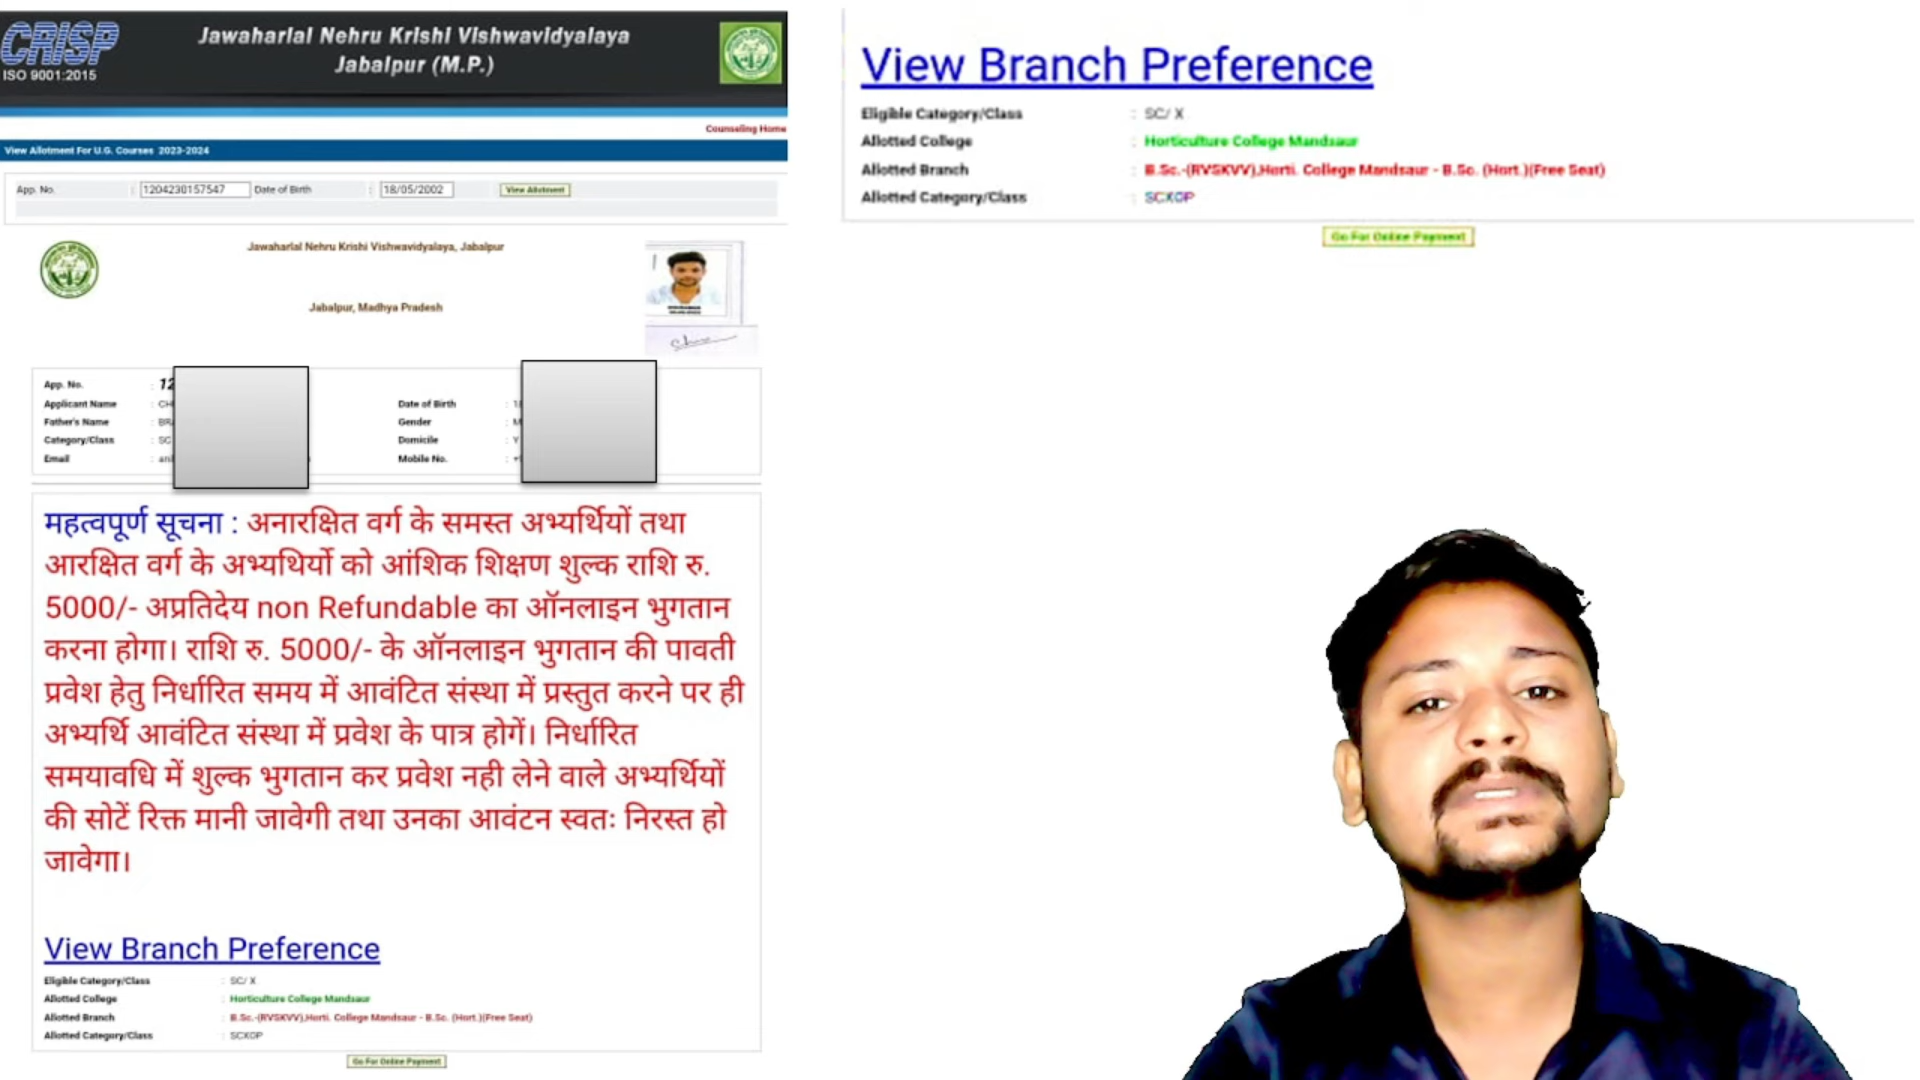 CRISP
ISO 9001:2015
Jawaharlal Nehru Krishi Vishwavidyalaya
Jabalpur (M.P.)
Counseling Home
View Allotment For U.G. Courses 2023-2024
App. No. : 1204230157547 Date of Birth : 18/05/2002 View Allotment
Jawaharlal Nehru Krishi Vishwavidyalaya, Jabalpur
Jabalpur, Madhya Pradesh
App. No. : 12
Applicant Name : CH Date of Birth : 1
Father's Name : BR Gender : M
Category/Class : SC Domicile : Y
Email : ani Mobile No. : +
महत्वपूर्ण सूचना : अनारक्षित वर्ग के समस्त अभ्यर्थियों तथा
आरक्षित वर्ग के अभ्यथिर्यो को आंशिक शिक्षण शुल्क राशि रु.
5000/- अप्रतिदेय non Refundable का ऑनलाइन भुगतान
करना होगा। राशि रु. 5000/- के ऑनलाइन भुगतान की पावती
प्रवेश हेतु निर्धारित समय में आवंटित संस्था में प्रस्तुत करने पर ही
अभ्यर्थि आवंटित संस्था में प्रवेश के पात्र होगें। निर्धारित
समयावधि में शुल्क भुगतान कर प्रवेश नही लेने वाले अभ्यर्थियों
की सोटें रिक्त मानी जावेगी तथा उनका आवंटन स्वतः निरस्त हो
जावेगा।
View Branch Preference
Eligible Category/Class : SC/ X
Allotted College : Horticulture College Mandsaur
Allotted Branch : B.Sc.-(RVSKVV),Horti. College Mandsaur - B.Sc. (Hort.)(Free Seat)
Allotted Category/Class : SCXOP
Go For Online Payment
View Branch Preference
Eligible Category/Class : SC/ X
Allotted College : Horticulture College Mandsaur
Allotted Branch : B.Sc.-(RVSKVV),Horti. College Mandsaur - B.Sc. (Hort.)(Free Seat)
Allotted Category/Class : SCXOP
Go For Online Payment